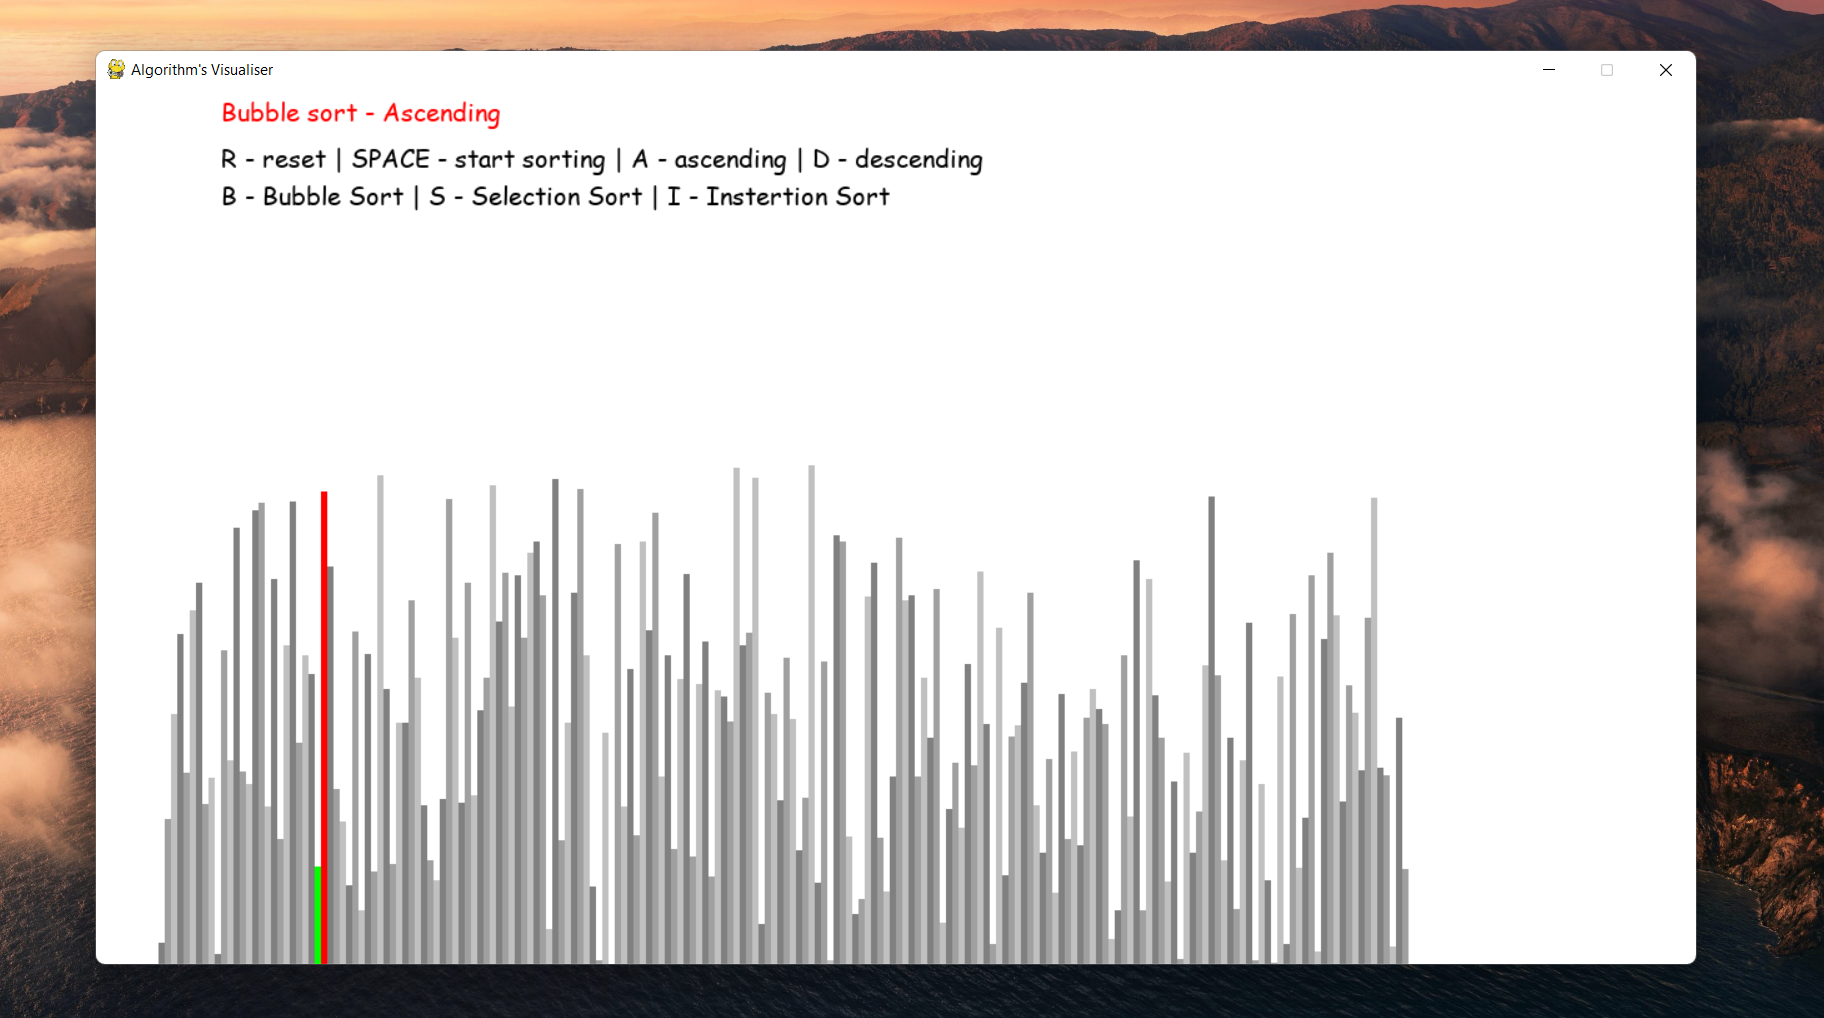 Algorithm's Visualiser
Bubble sort - Ascending
R - reset | SPACE - start sorting | A - ascending | D - descending
B - Bubble Sort | S - Selection Sort | I - Instertion Sort